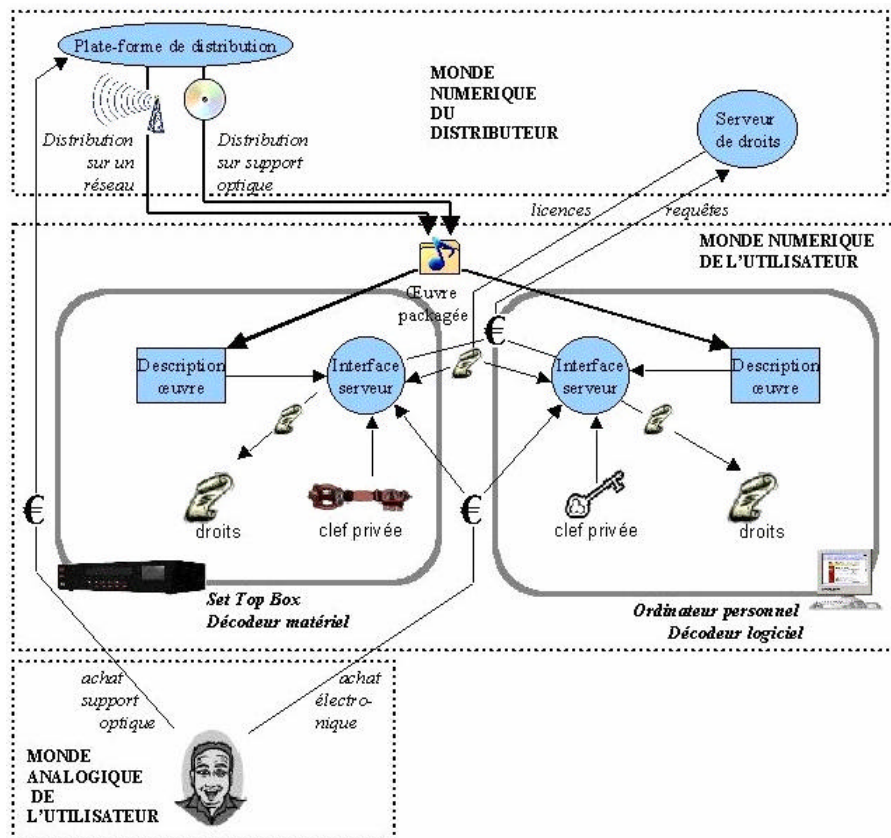 Plate-forme de distribution
MONDE
NUMERIQUE
DU
DISTRIBUTEUR
Serveur
de droits
Distribution
sur un
réseau
Distribution
sur support
optique
licences
requêtes
MONDE NUMERIQUE
DE L'UTILISATEUR
Œuvre
packagée
€
Description
œuvre
Interface
serveur
Interface
serveur
Description
œuvre
€
€
droits
clef privée
clef privée
droits
Set Top Box
Décodeur matériel
Ordinateur personnel
Décodeur logiciel
achat
support
optique
achat
électro-
nique
MONDE
ANALOGIQUE
DE
L'UTILISATEUR